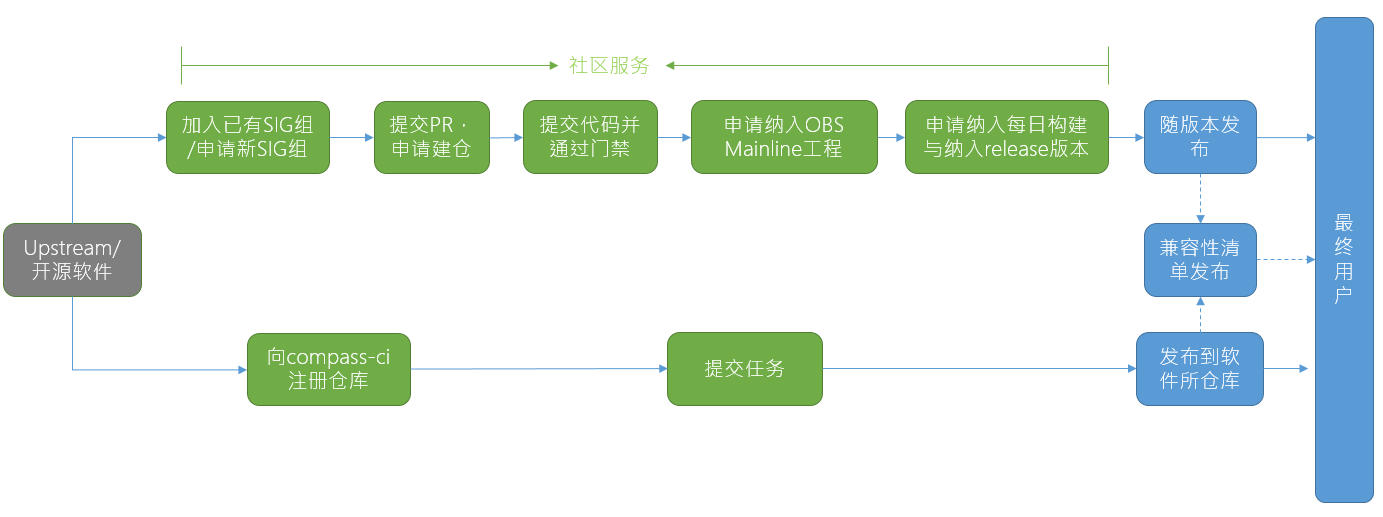 社区服务
加入已有SIG组
/申请新SIG组
提交PR,
申请建仓
提交代码并
通过门禁
申请纳入OBS
Mainline工程
申请纳入每日构建
与纳入release版本
随版本发
布
Upstream/
开源软件
兼容性清
单发布
最
终
用
户
向compass-ci
注册仓库
提交任务
发布到软
件所仓库